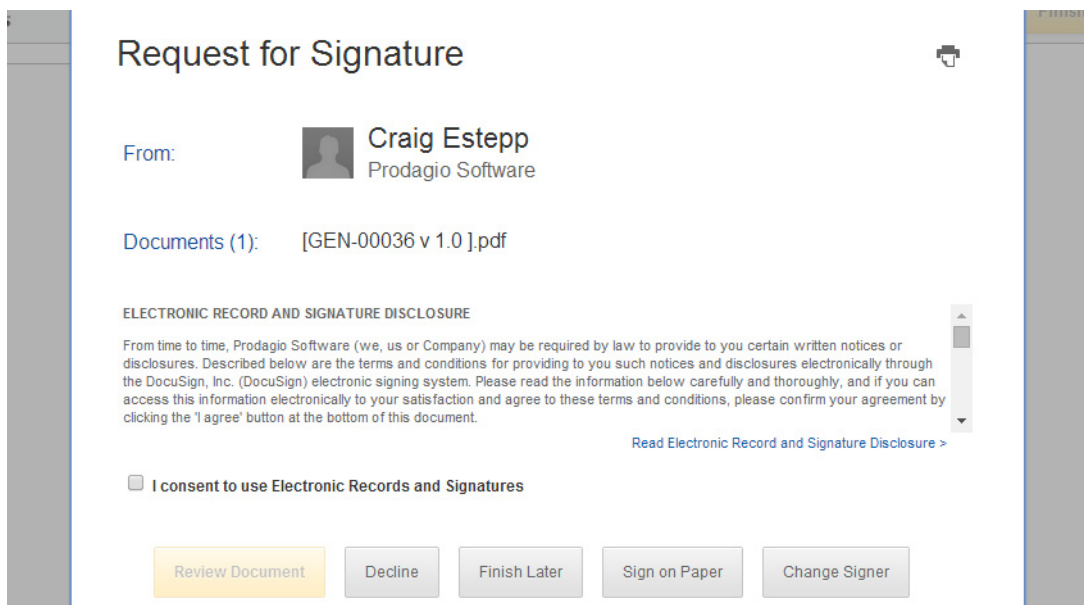 Request for Signature
From:
Craig Estepp
Prodagio Software
Documents (1):
[GEN-00036 v 1.0 ].pdf
ELECTRONIC RECORD AND SIGNATURE DISCLOSURE
From time to time, Prodagio Software (we, us or Company) may be required by law to provide to you certain written notices or
disclosures. Described below are the terms and conditions for providing to you such notices and disclosures electronically through
the DocuSign, Inc. (DocuSign) electronic signing system. Please read the information below carefully and thoroughly, and if you can
access this information electronically to your satisfaction and agree to these terms and conditions, please confirm your agreement by
clicking the 'I agree' button at the bottom of this document.
Read Electronic Record and Signature Disclosure >
I consent to use Electronic Records and Signatures
Review Document
Decline
Finish Later
Sign on Paper
Change Signer